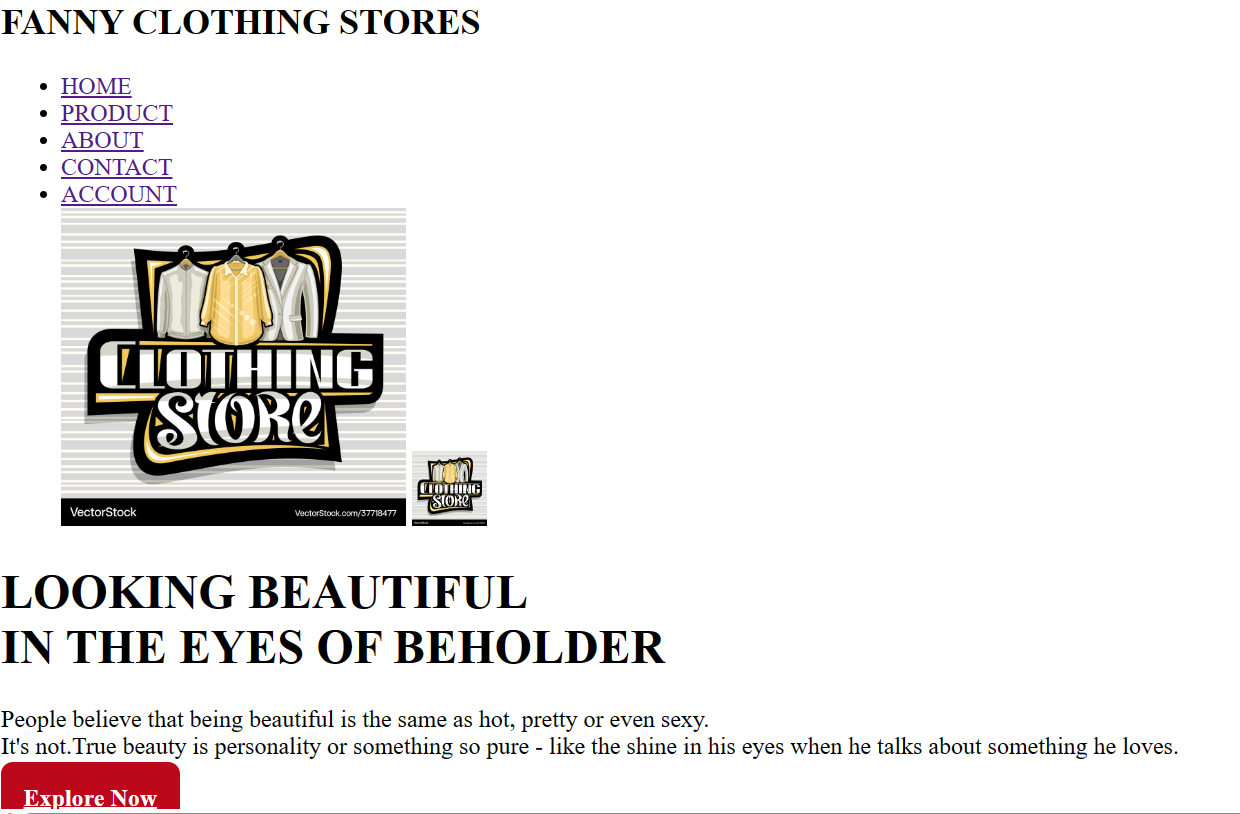 FANNY CLOTHING STORES
HOME
PRODUCT
ABOUT
CONTACT
ACCOUNT
CLOTHING
STORE
VectorStock
VectorStock.com/37718477
CLOTHING
STORE
LOOKING BEAUTIFUL
IN THE EYES OF BEHOLDER
People believe that being beautiful is the same as hot, pretty or even sexy.
It's not.True beauty is personality or something so pure - like the shine in his eyes when he talks about something he loves.
Explore Now